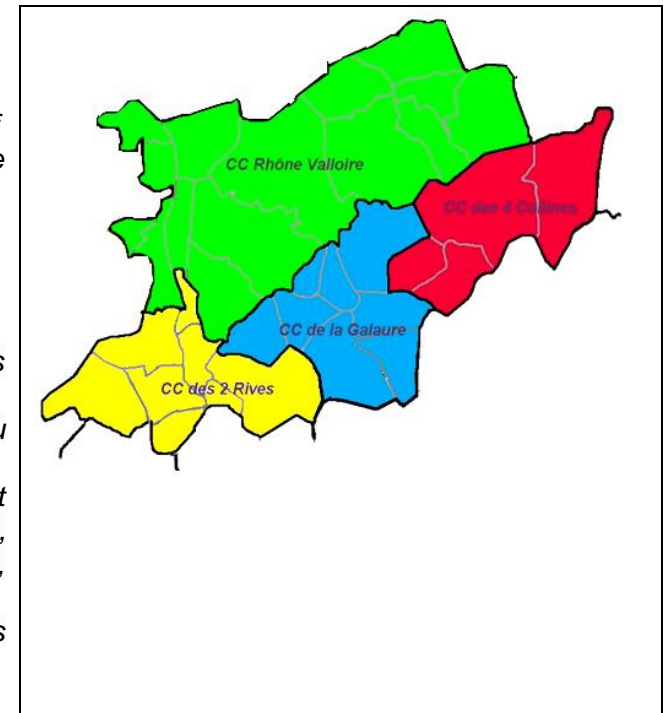 CC Rhône Valloire
CC des 4 Collines
CC de la Galaure
CC des 2 Rives
e
s
u
t
,
,
s